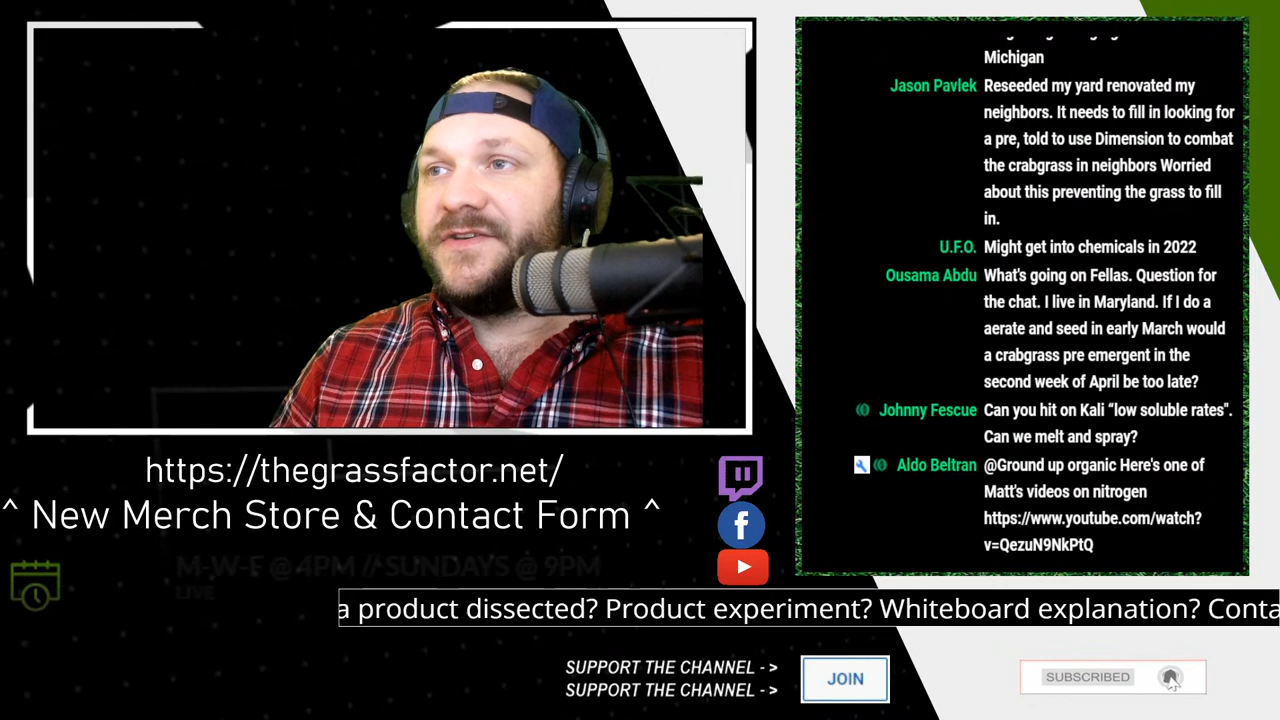 Michigan
Jason Pavlek Reseeded my yard renovated my
neighbors. It needs to fill in looking for
a pre, told to use Dimension to combat
the crabgrass in neighbors Worried
about this preventing the grass to fill
in.
U.F.O. Might get into chemicals in 2022
Ousama Abdu What's going on Fellas. Question for
the chat. I live in Maryland. If I do a
aerate and seed in early March would
a crabgrass pre emergent in the
second week of April be too late?
Johnny Fescue Can you hit on Kali “low soluble rates".
Can we melt and spray?
Aldo Beltran @Ground up organic Here's one of
Matt's videos on nitrogen
https://www.youtube.com/watch?
v=QezuN9NkPtQ
https://thegrassfactor.net/
^ New Merch Store & Contact Form ^
M-W-F @ 4PM / SUNDAYS @ 9PM
LIVE
a product dissected? Product experiment? Whiteboard explanation? Conta
SUPPORT THE CHANNEL - >
SUPPORT THE CHANNEL - >
JOIN
SUBSCRIBED